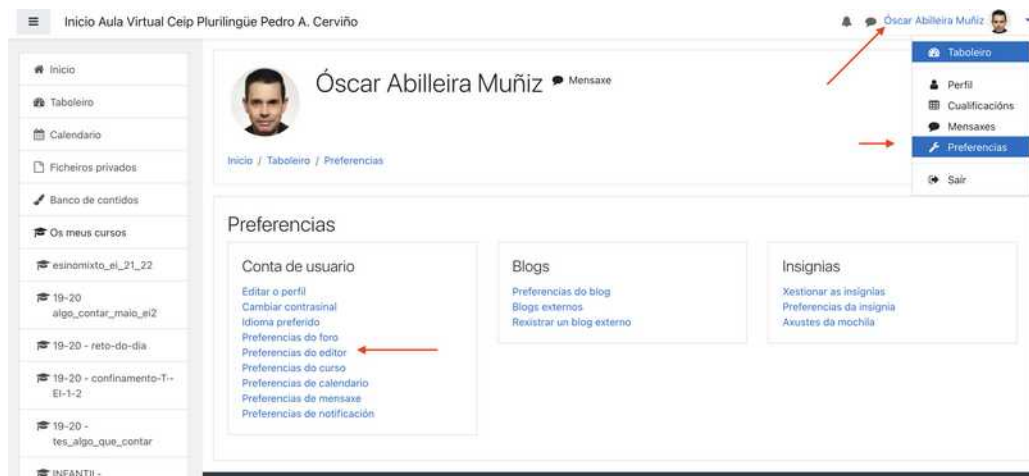 Inicio Aula Virtual Ceip Plurilingüe Pedro A. Cerviño
Óscar Abilleira Muñiz
Inicio
Taboleiro
Calendario
Ficheiros privados
Banco de contidos
Os meus cursos
esinomixto_ei_21_22
19-20
algo_contar_maio_ei2
19-20 - reto-do-dia
19-20 - confinamento-T--
EI-1-2
19-20 -
tes_algo_que_contar
INFANTIL -
Óscar Abilleira Muñiz
Mensaxe
Inicio / Taboleiro / Preferencias
Taboleiro
Perfil
Cualificacións
Mensaxes
Preferencias
Saír
Preferencias
Conta de usuario
Editar o perfil
Cambiar contrasinal
Idioma preferido
Preferencias do foro
Preferencias do editor
Preferencias do curso
Preferencias de calendario
Preferencias de mensaxe
Preferencias de notificación
Blogs
Preferencias do blog
Blogs externos
Rexistrar un blog externo
Insignias
Xestionar as insignias
Preferencias da insignia
Axustes da mochila